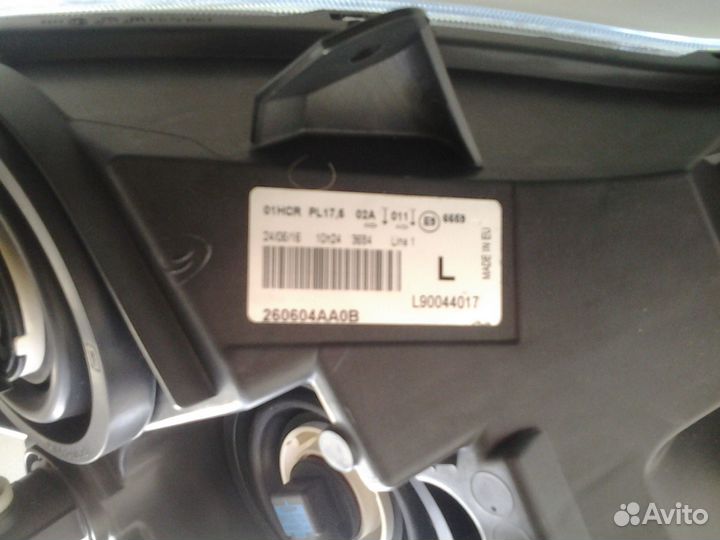 01HCR PL17,5 02A 011 E9 6659
24/06/16 10h24 3654 Line 1
L
MADE IN EU
L90044017
260604AA0B
Avito